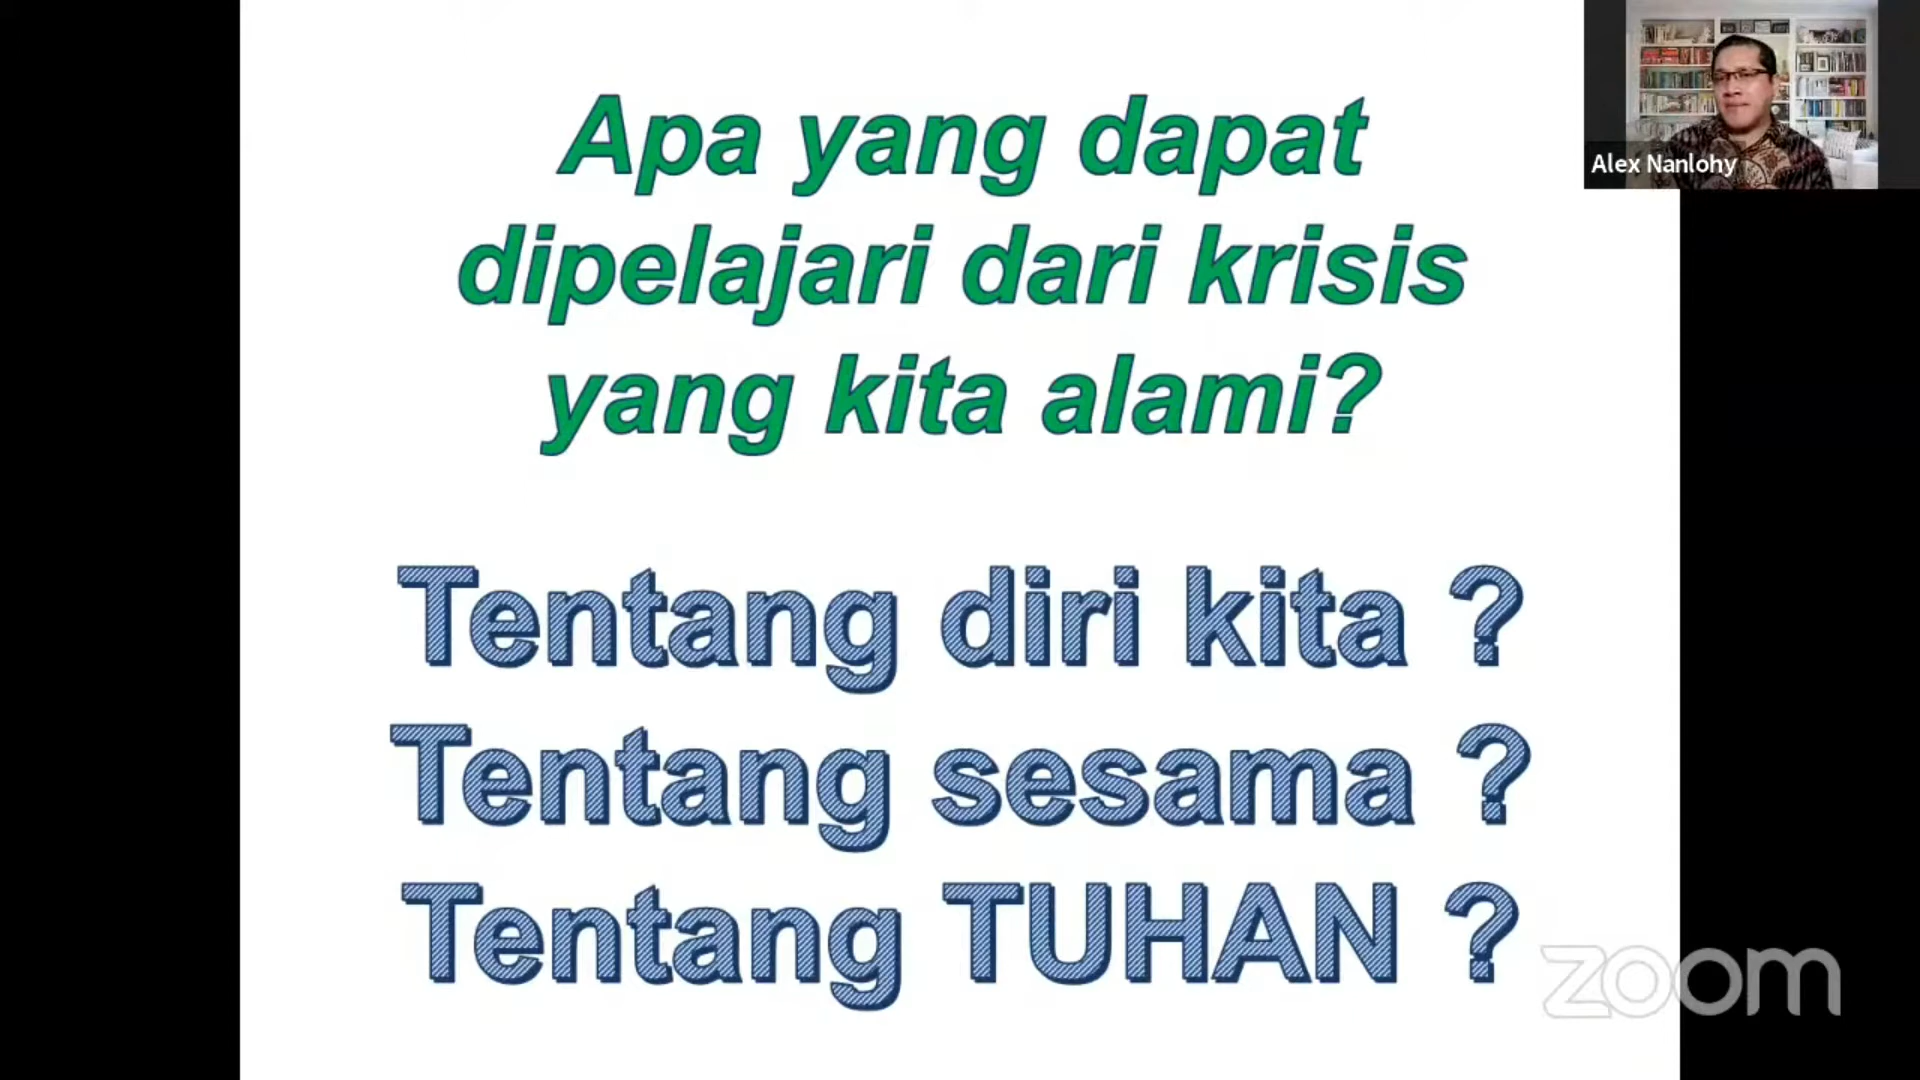 Apa yang dapat
dipelajari dari krisis
yang kita alami?
Tentang diri kita ?
Tentang sesama ?
Tentang TUHAN ?
Alex Nanlohy
zoom